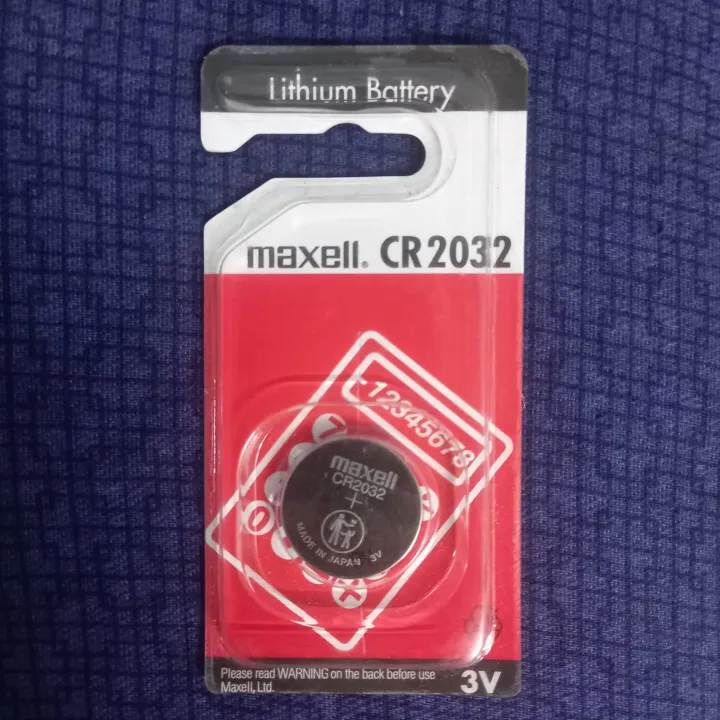 Lithium Battery
maxell. CR2032
-12345678
7
0
maxell
CR2032
+
MADE IN JAPAN 3V
Please read WARNING on the back before use
Maxell, Ltd.
3V